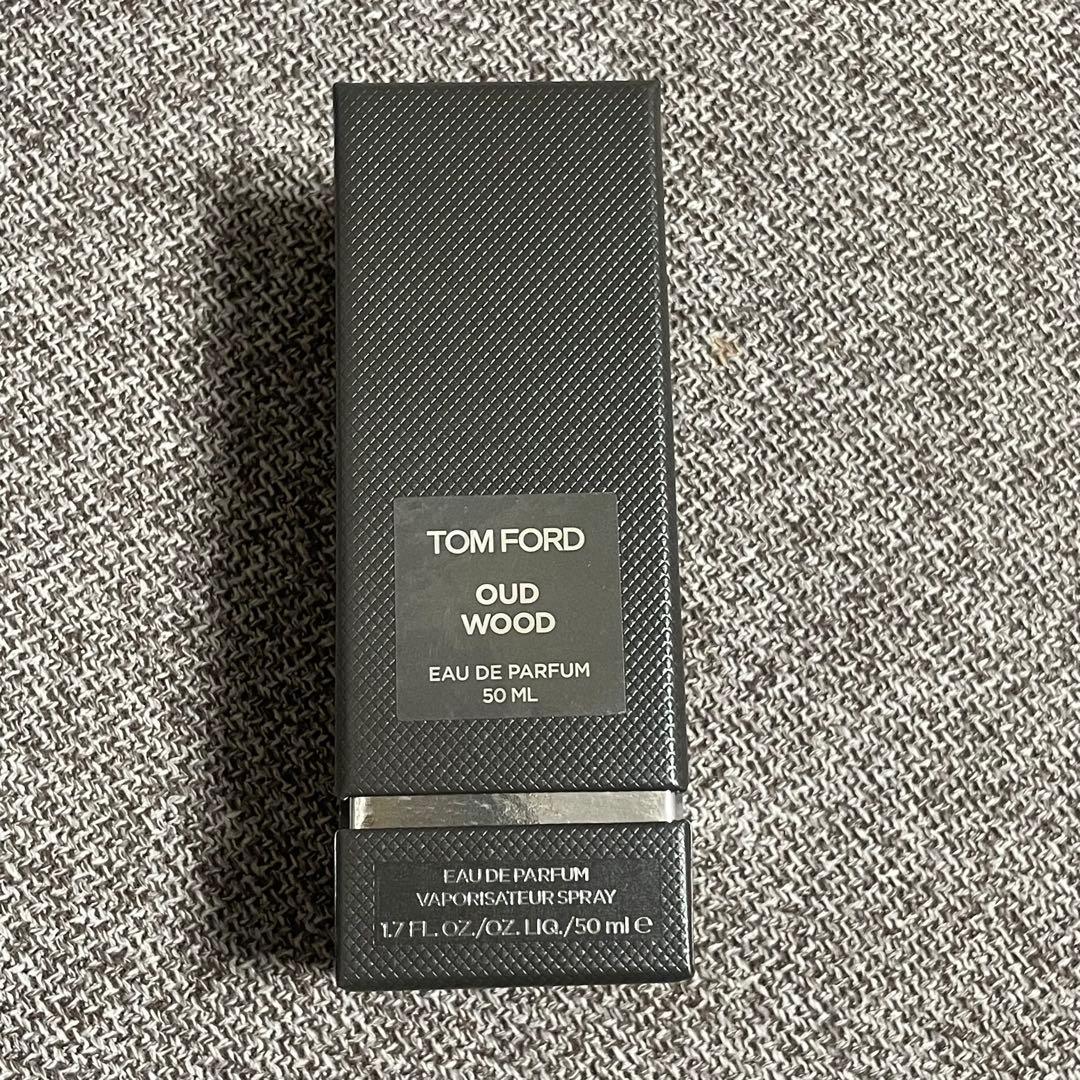 TOM FORD
OUD
WOOD
EAU DE PARFUM
50 ML
EAU DE PARFUM
VAPORISATEUR SPRAY
1.7 FL. OZ./OZ. LIQ./50 ml ℮